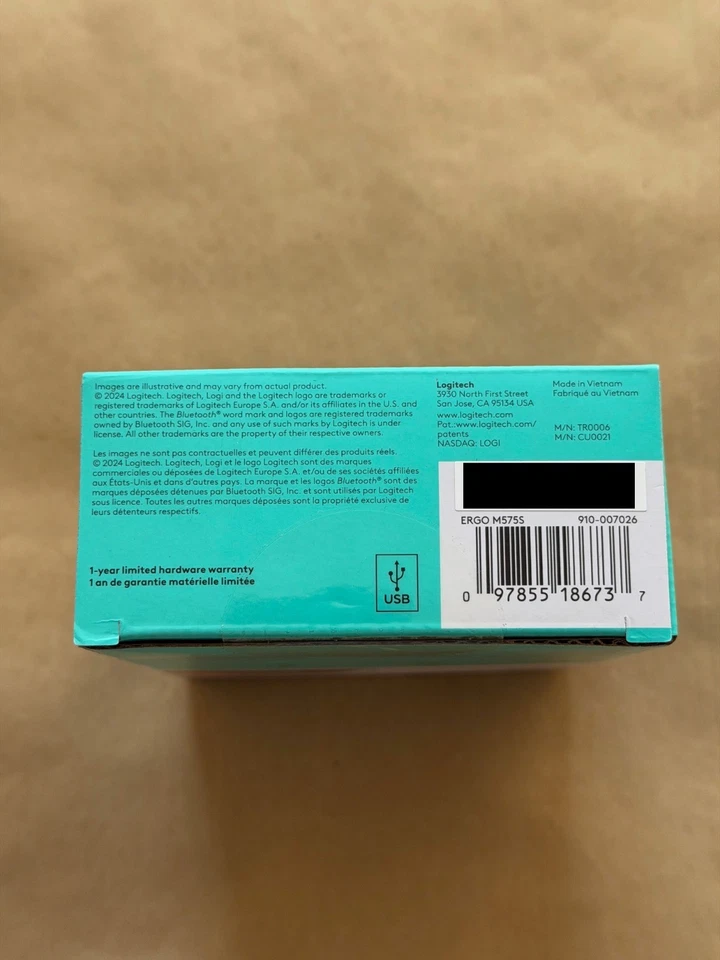 Images are illustrative and may vary from actual product.
© 2024 Logitech. Logitech, Logi and the Logitech logo are trademarks or
registered trademarks of Logitech Europe S.A. and/or its affiliates in the U.S. and
other countries. The Bluetooth® word mark and logos are registered trademarks
owned by Bluetooth SIG, Inc. and any use of such marks by Logitech is under
license. All other trademarks are the property of their respective owners.
Les images ne sont pas contractuelles et peuvent différer des produits réels.
© 2024 Logitech. Logitech, Logi et le logo Logitech sont des marques
commerciales ou déposées de Logitech Europe S.A. et/ou de ses sociétés affiliées
aux États-Unis et dans d'autres pays. La marque et les logos Bluetooth® sont des
marques déposées détenues par Bluetooth SIG, Inc. et sont utilisés par Logitech
sous licence. Toutes les autres marques déposées sont la propriété exclusive de
leurs détenteurs respectifs.
1-year limited hardware warranty
1 an de garantie matérielle limitée
USB
Logitech
3930 North First Street
San Jose, CA 95134 USA
www.logitech.com
Pat.:www.logitech.com/
patents
NASDAQ: LOGI
Made in Vietnam
Fabriqué au Vietnam
M/N: TR0006
M/N: CU0021
ERGO M575S 910-007026
0 97855 18673 7